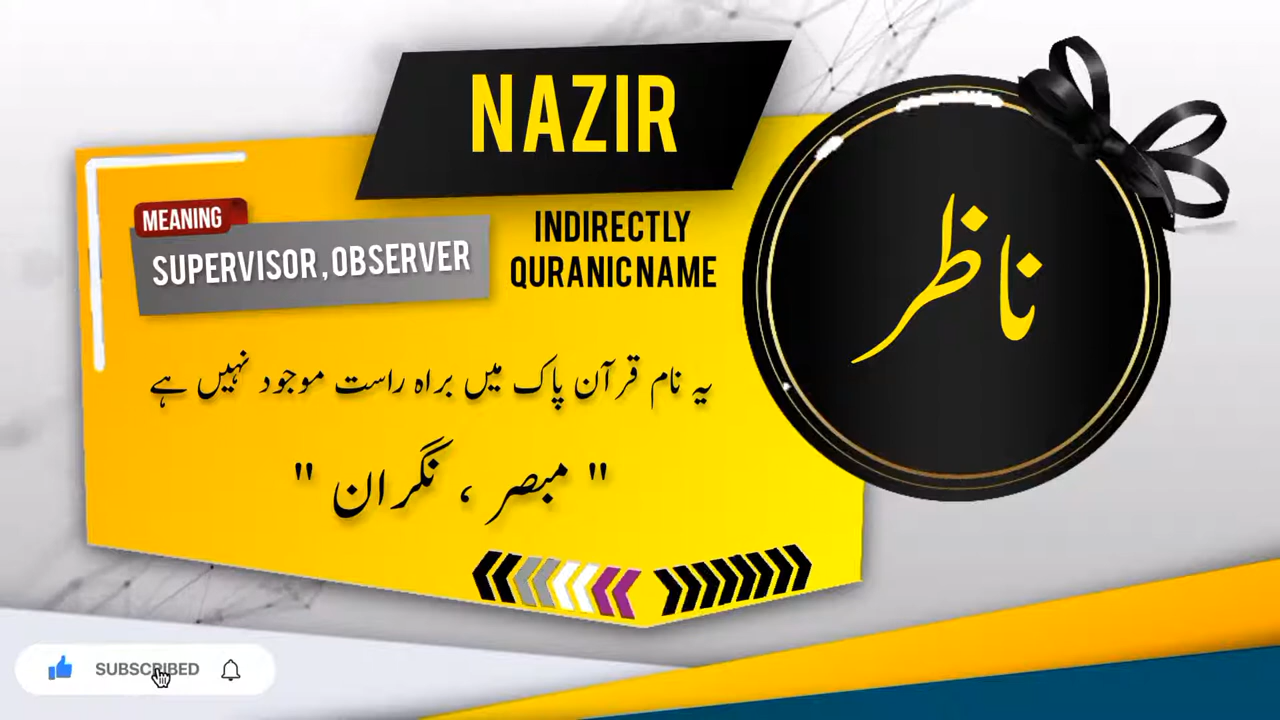 NAZIR
MEANING
SUPERVISOR , OBSERVER
INDIRECTLY
QURANIC NAME
ناظر
یہ نام قرآن پاک میں براہ راست موجود نہیں ہے
" مبصر ، نگران "
SUBSCRIBED